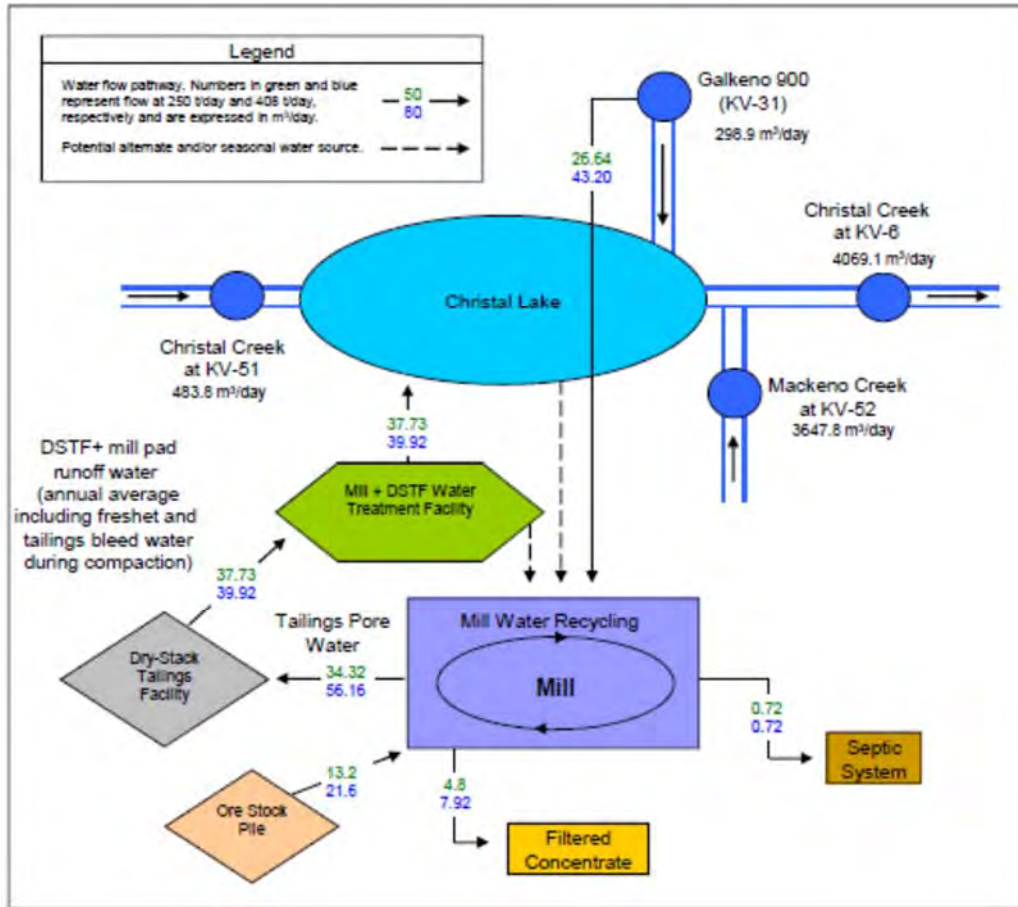 Legend
Water flow pathway. Numbers in green and blue
represent flow at 250 t/day and 408 t/day,
respectively and are expressed in m³/day.
50
80
Potential alternate and/or seasonal water source.
Galkeno 900
(KV-31)
298.9 m³/day
26.64
43.20
Christal Creek
at KV-6
4069.1 m³/day
Christal Lake
Christal Creek
at KV-51
483.8 m³/day
Mackeno Creek
at KV-52
3647.8 m³/day
37.73
39.92
DSTF+ mill pad
runoff water
(annual average
including freshet and
tailings bleed water
during compaction)
Mill + DSTF Water
Treatment Facility
37.73
39.92
Tailings Pore
Water
Mill Water Recycling
Mill
Dry-Stack
Tailings
Facility
34.32
56.16
0.72
0.72
Septic
System
13.2
21.6
Ore Stock
Pile
4.8
7.92
Filtered
Concentrate